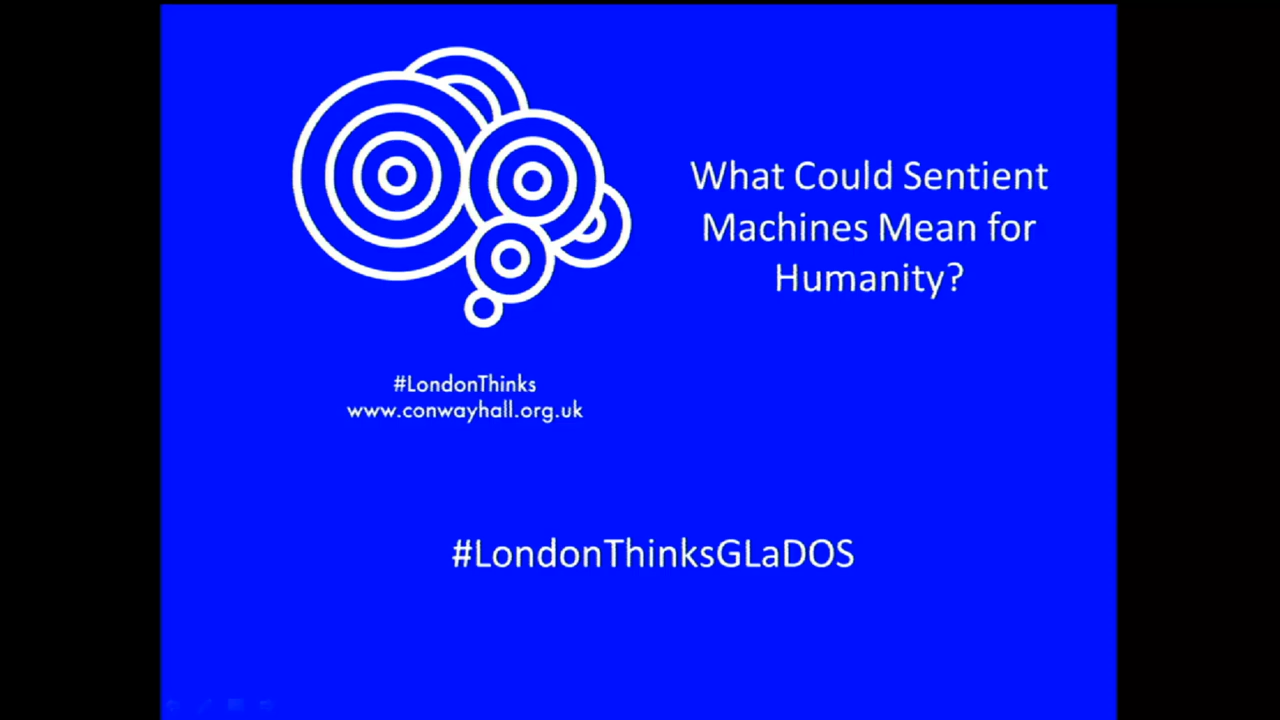 What Could Sentient
Machines Mean for
Humanity?
#LondonThinks
www.conwayhall.org.uk
#LondonThinksGLaDOS